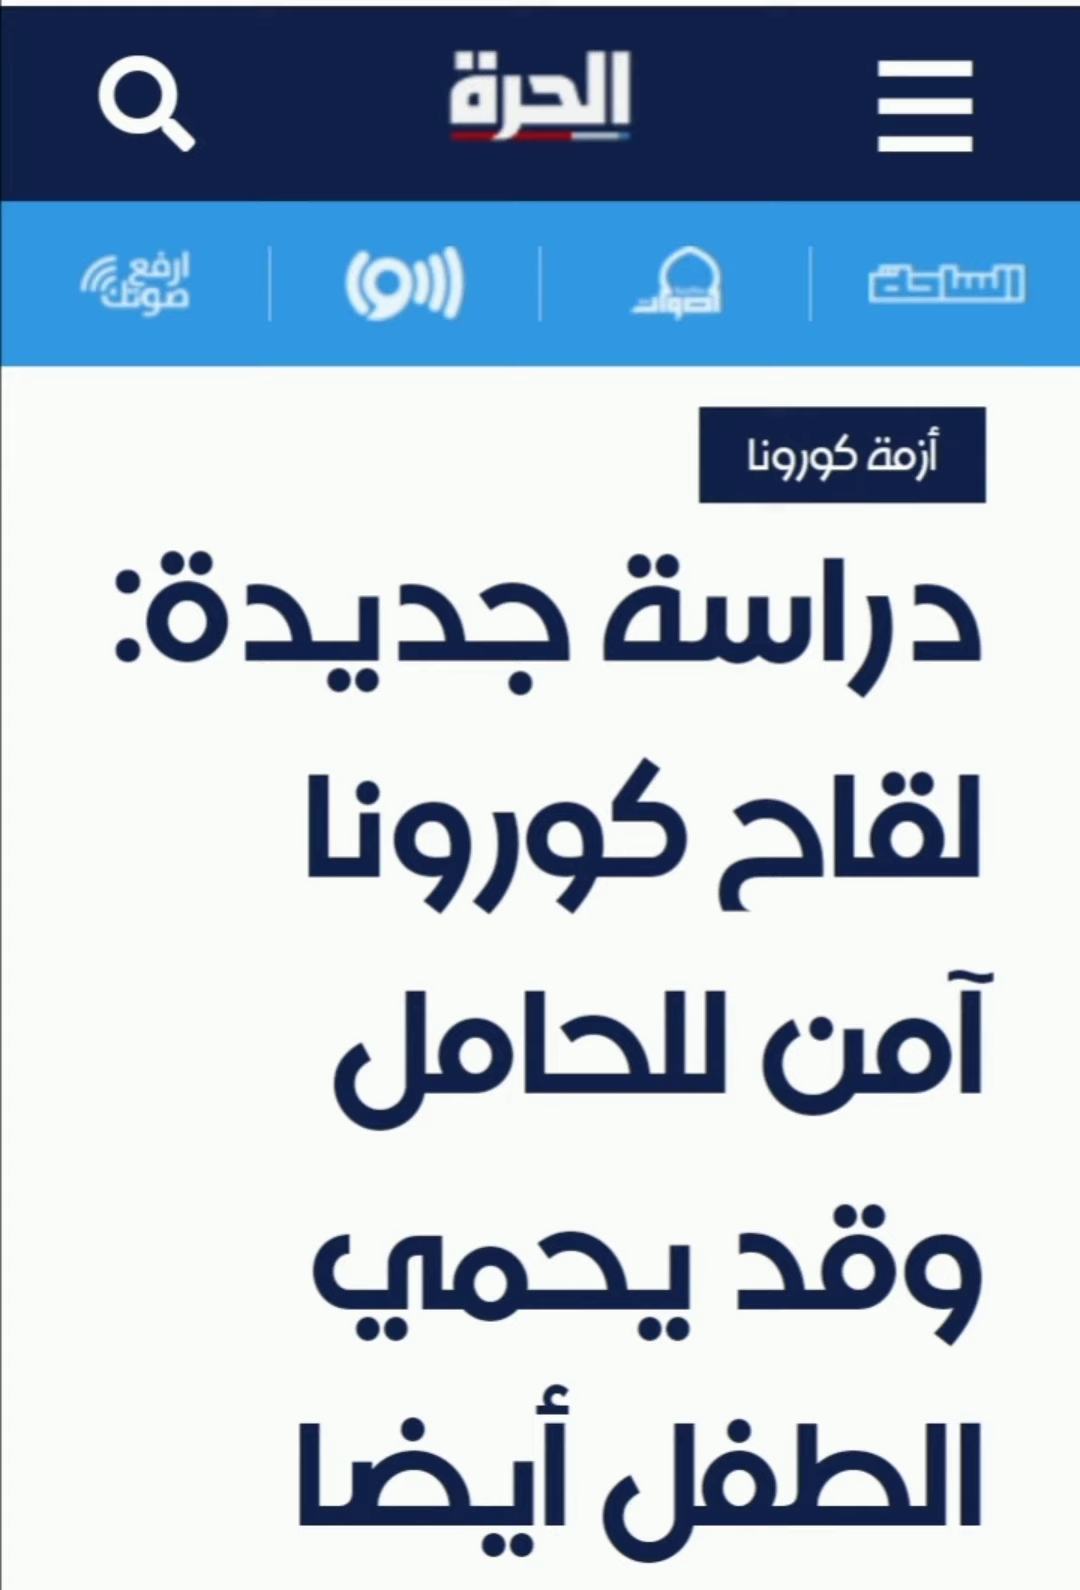 الحرة
الساحة
أصوات
ارفع
صوتك
أزمة كورونا
دراسة جديدة:
لقاح كورونا
آمن للحامل
وقد يحمي
الطفل أيضا